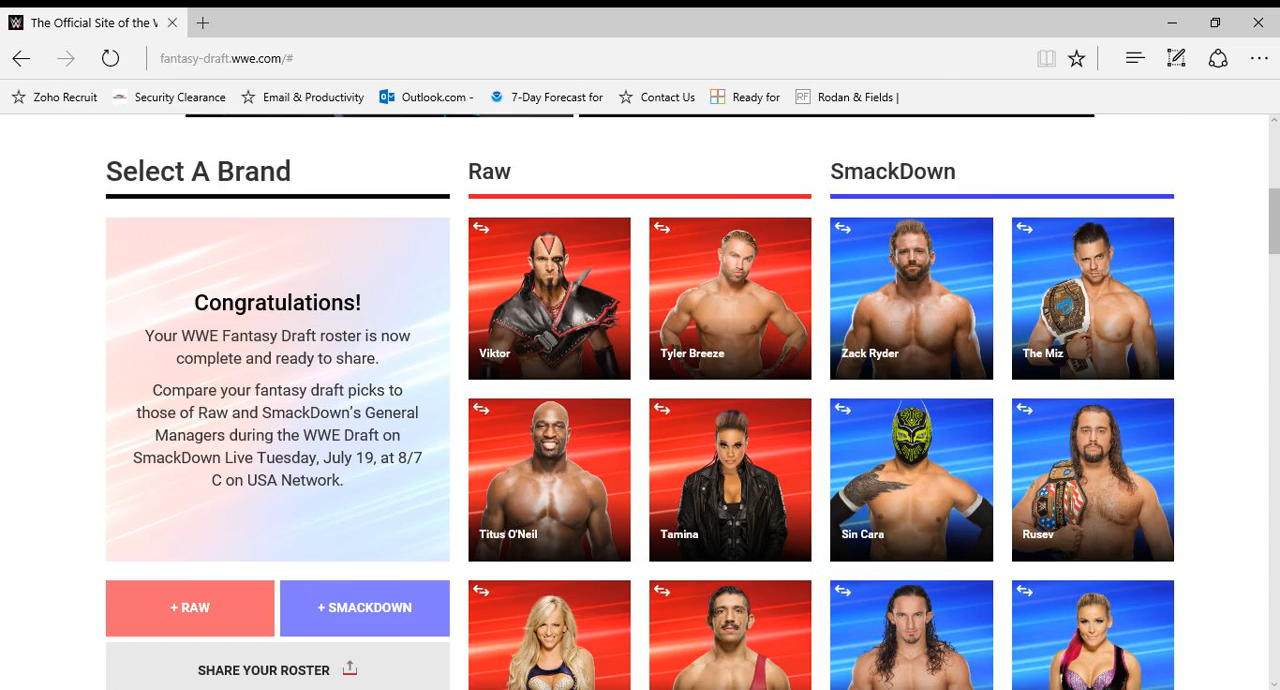 The Official Site of the W
fantasy-draft.wwe.com/#
Zoho Recruit
Security Clearance
Email & Productivity
Outlook.com -
7-Day Forecast for
Contact Us
Ready for
RF
Rodan & Fields |
Select A Brand
Raw
SmackDown
Congratulations!
Your WWE Fantasy Draft roster is now
complete and ready to share.
Compare your fantasy draft picks to
those of Raw and SmackDown's General
Managers during the WWE Draft on
SmackDown Live Tuesday, July 19, at 8/7
C on USA Network.
+ RAW
+ SMACKDOWN
SHARE YOUR ROSTER
Viktor
Tyler Breeze
Zack Ryder
The Miz
Titus O'Neil
Tamina
Sin Cara
Rusev